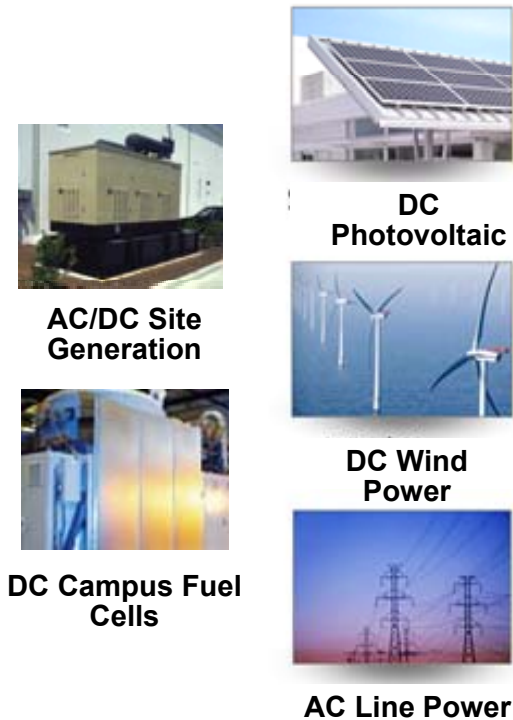 DC
Photovoltaic
AC/DC Site
Generation
DC Wind
Power
DC Campus Fuel
Cells
AC Line Power